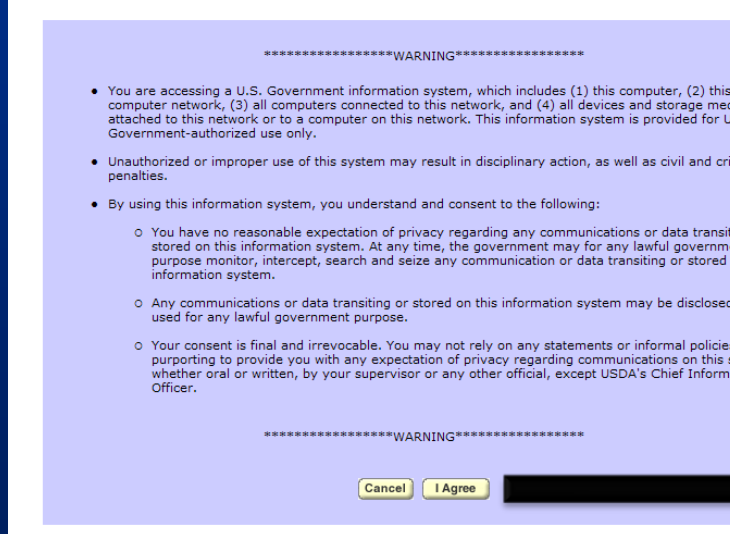 *****************WARNING*****************
● You are accessing a U.S. Government information system, which includes (1) this computer, (2) this
computer network, (3) all computers connected to this network, and (4) all devices and storage
attached to this network or to a computer on this network. This information system is provided for
Government-authorized use only.
● Unauthorized or improper use of this system may result in disciplinary action, as well as civil and
penalties.
● By using this information system, you understand and consent to the following:
○ You have no reasonable expectation of privacy regarding any communications or data
stored on this information system. At any time, the government may for any lawful
purpose monitor, intercept, search and seize any communication or data transiting or stored
information system.
○ Any communications or data transiting or stored on this information system may be disclosed
used for any lawful government purpose.
○ Your consent is final and irrevocable. You may not rely on any statements or informal
purporting to provide you with any expectation of privacy regarding communications on this
whether oral or written, by your supervisor or any other official, except USDA's Chief
Officer.
*****************WARNING*****************
Cancel I Agree